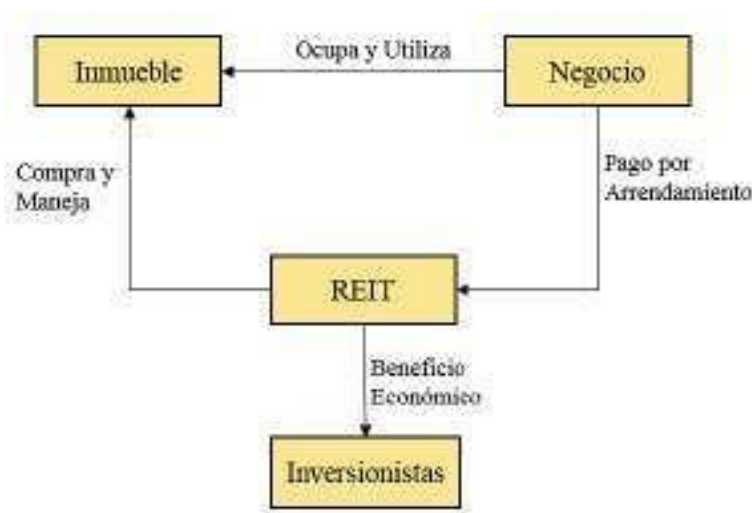 Inmueble
Ocupa y Utiliza
Negocio
Compra y
Maneja
Pago por
Arrendamiento
REIT
Beneficio
Económico
Inversionistas